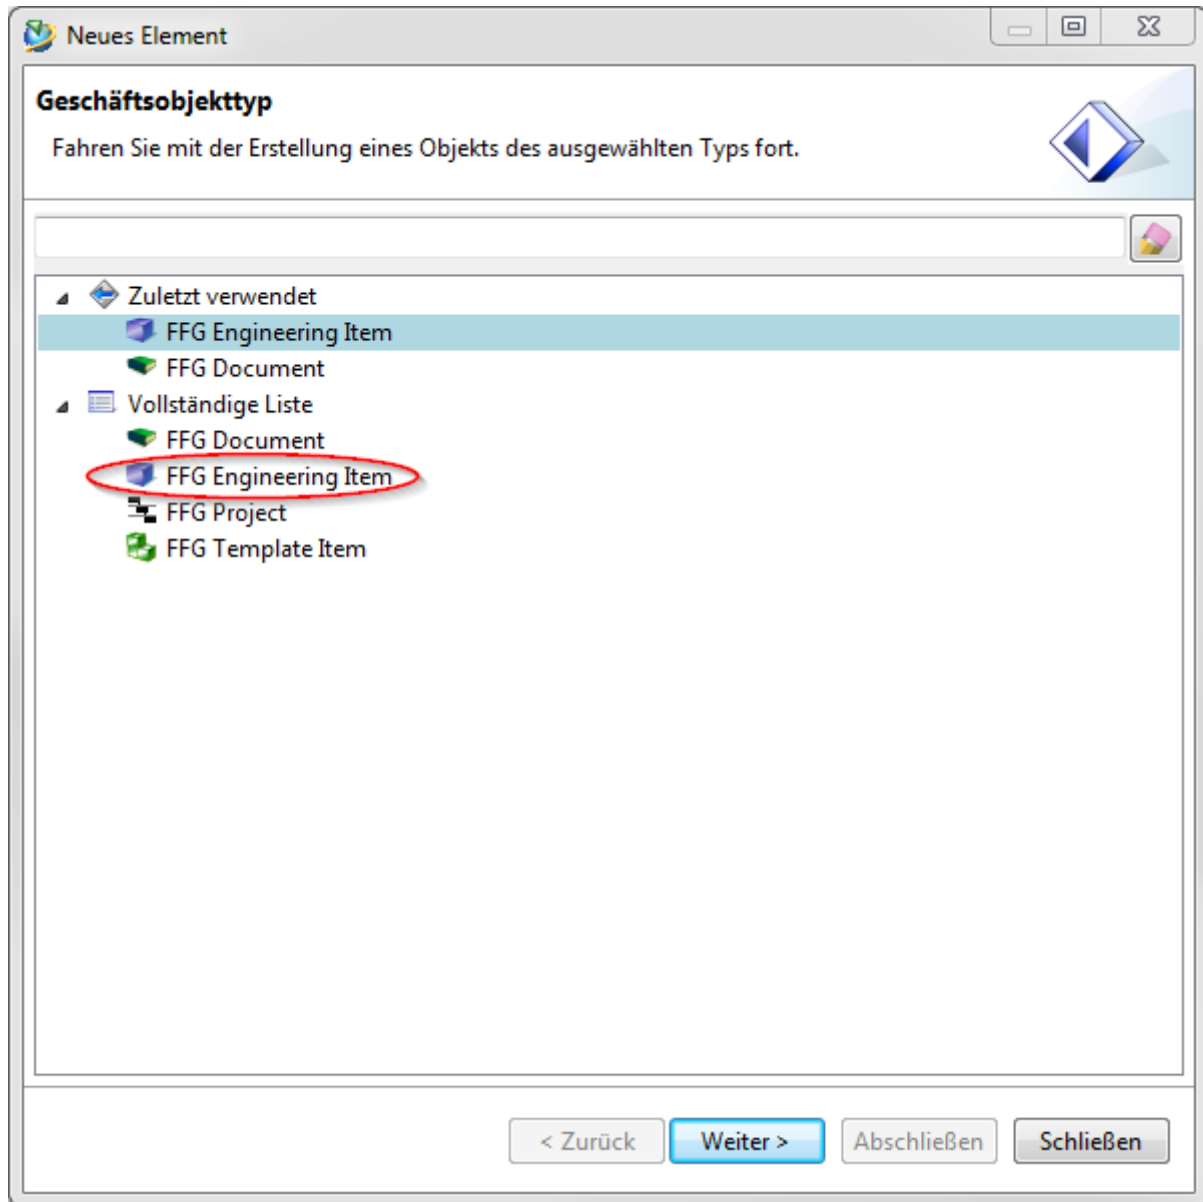 Neues Element
Geschäftsobjekttyp
Fahren Sie mit der Erstellung eines Objekts des ausgewählten Typs fort.
Zuletzt verwendet
FFG Engineering Item
FFG Document
Vollständige Liste
FFG Document
FFG Engineering Item
FFG Project
FFG Template Item
< Zurück Weiter > Abschließen Schließen